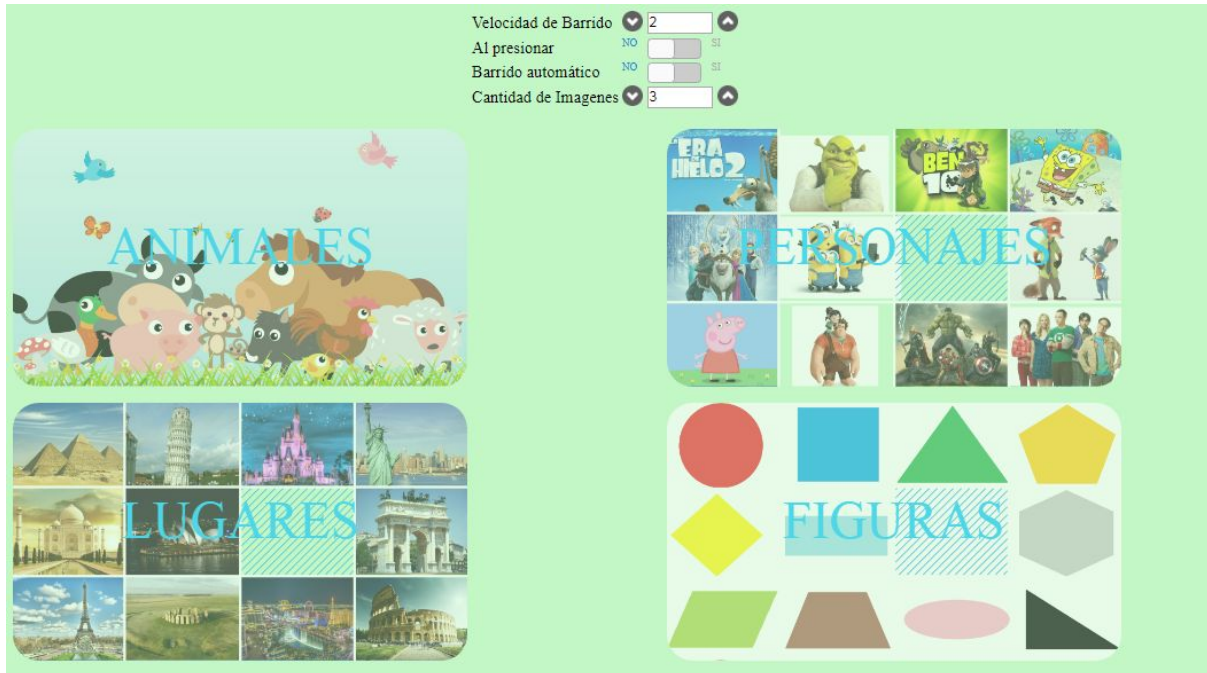 Velocidad de Barrido 2
Al presionar NO SI
Barrido automático NO SI
Cantidad de Imagenes 3
ANIMALES
ERA
HIELO 2
BEN
10
PERSONAJES
LUGARES
FIGURAS